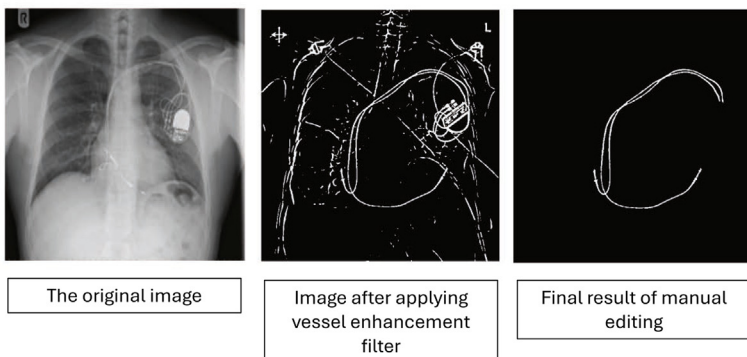 R
L
The original image
Image after applying
vessel enhancement
filter
Final result of manual
editing